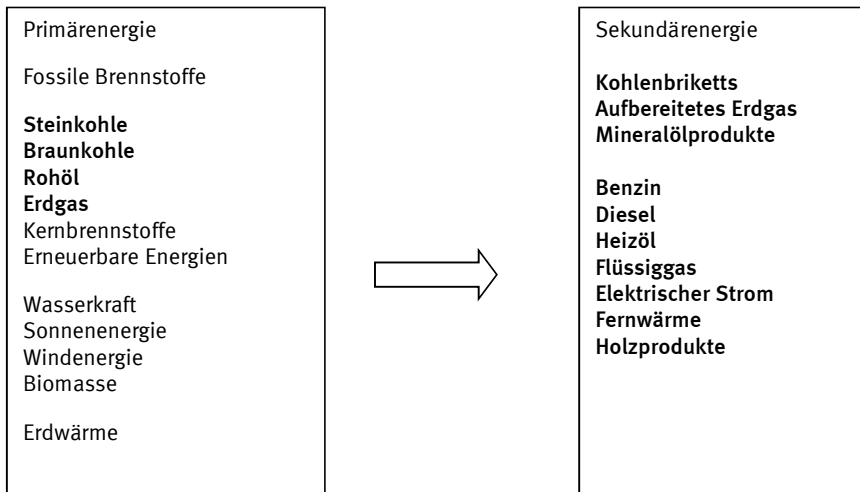 Primärenergie
Fossile Brennstoffe
Steinkohle
Braunkohle
Rohöl
Erdgas
Kernbrennstoffe
Erneuerbare Energien
Wasserkraft
Sonnenenergie
Windenergie
Biomasse
Erdwärme
Sekundärenergie
Kohlenbriketts
Aufbereitetes Erdgas
Mineralölprodukte
Benzin
Diesel
Heizöl
Flüssiggas
Elektrischer Strom
Fernwärme
Holzprodukte